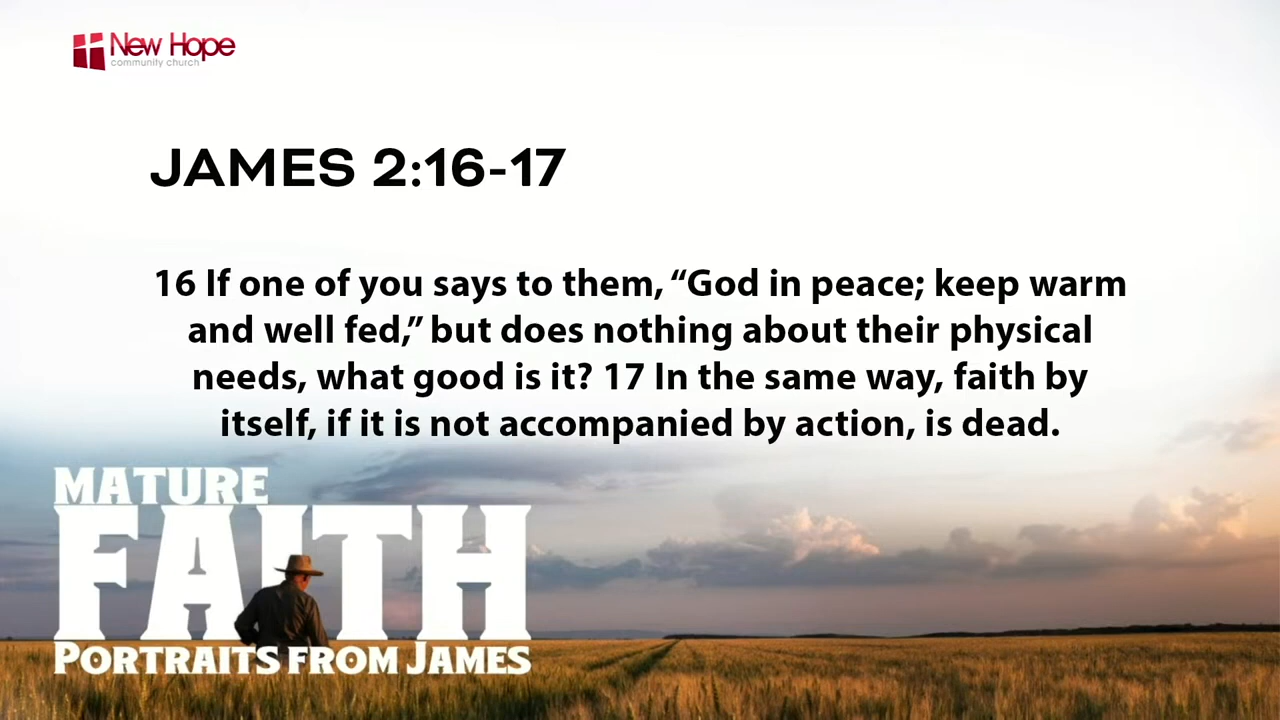 New Hope
community church
JAMES 2:16-17
16 If one of you says to them, “God in peace; keep warm
and well fed,” but does nothing about their physical
needs, what good is it? 17 In the same way, faith by
itself, if it is not accompanied by action, is dead.
MATURE
FAITH
PORTRAITS FROM JAMES